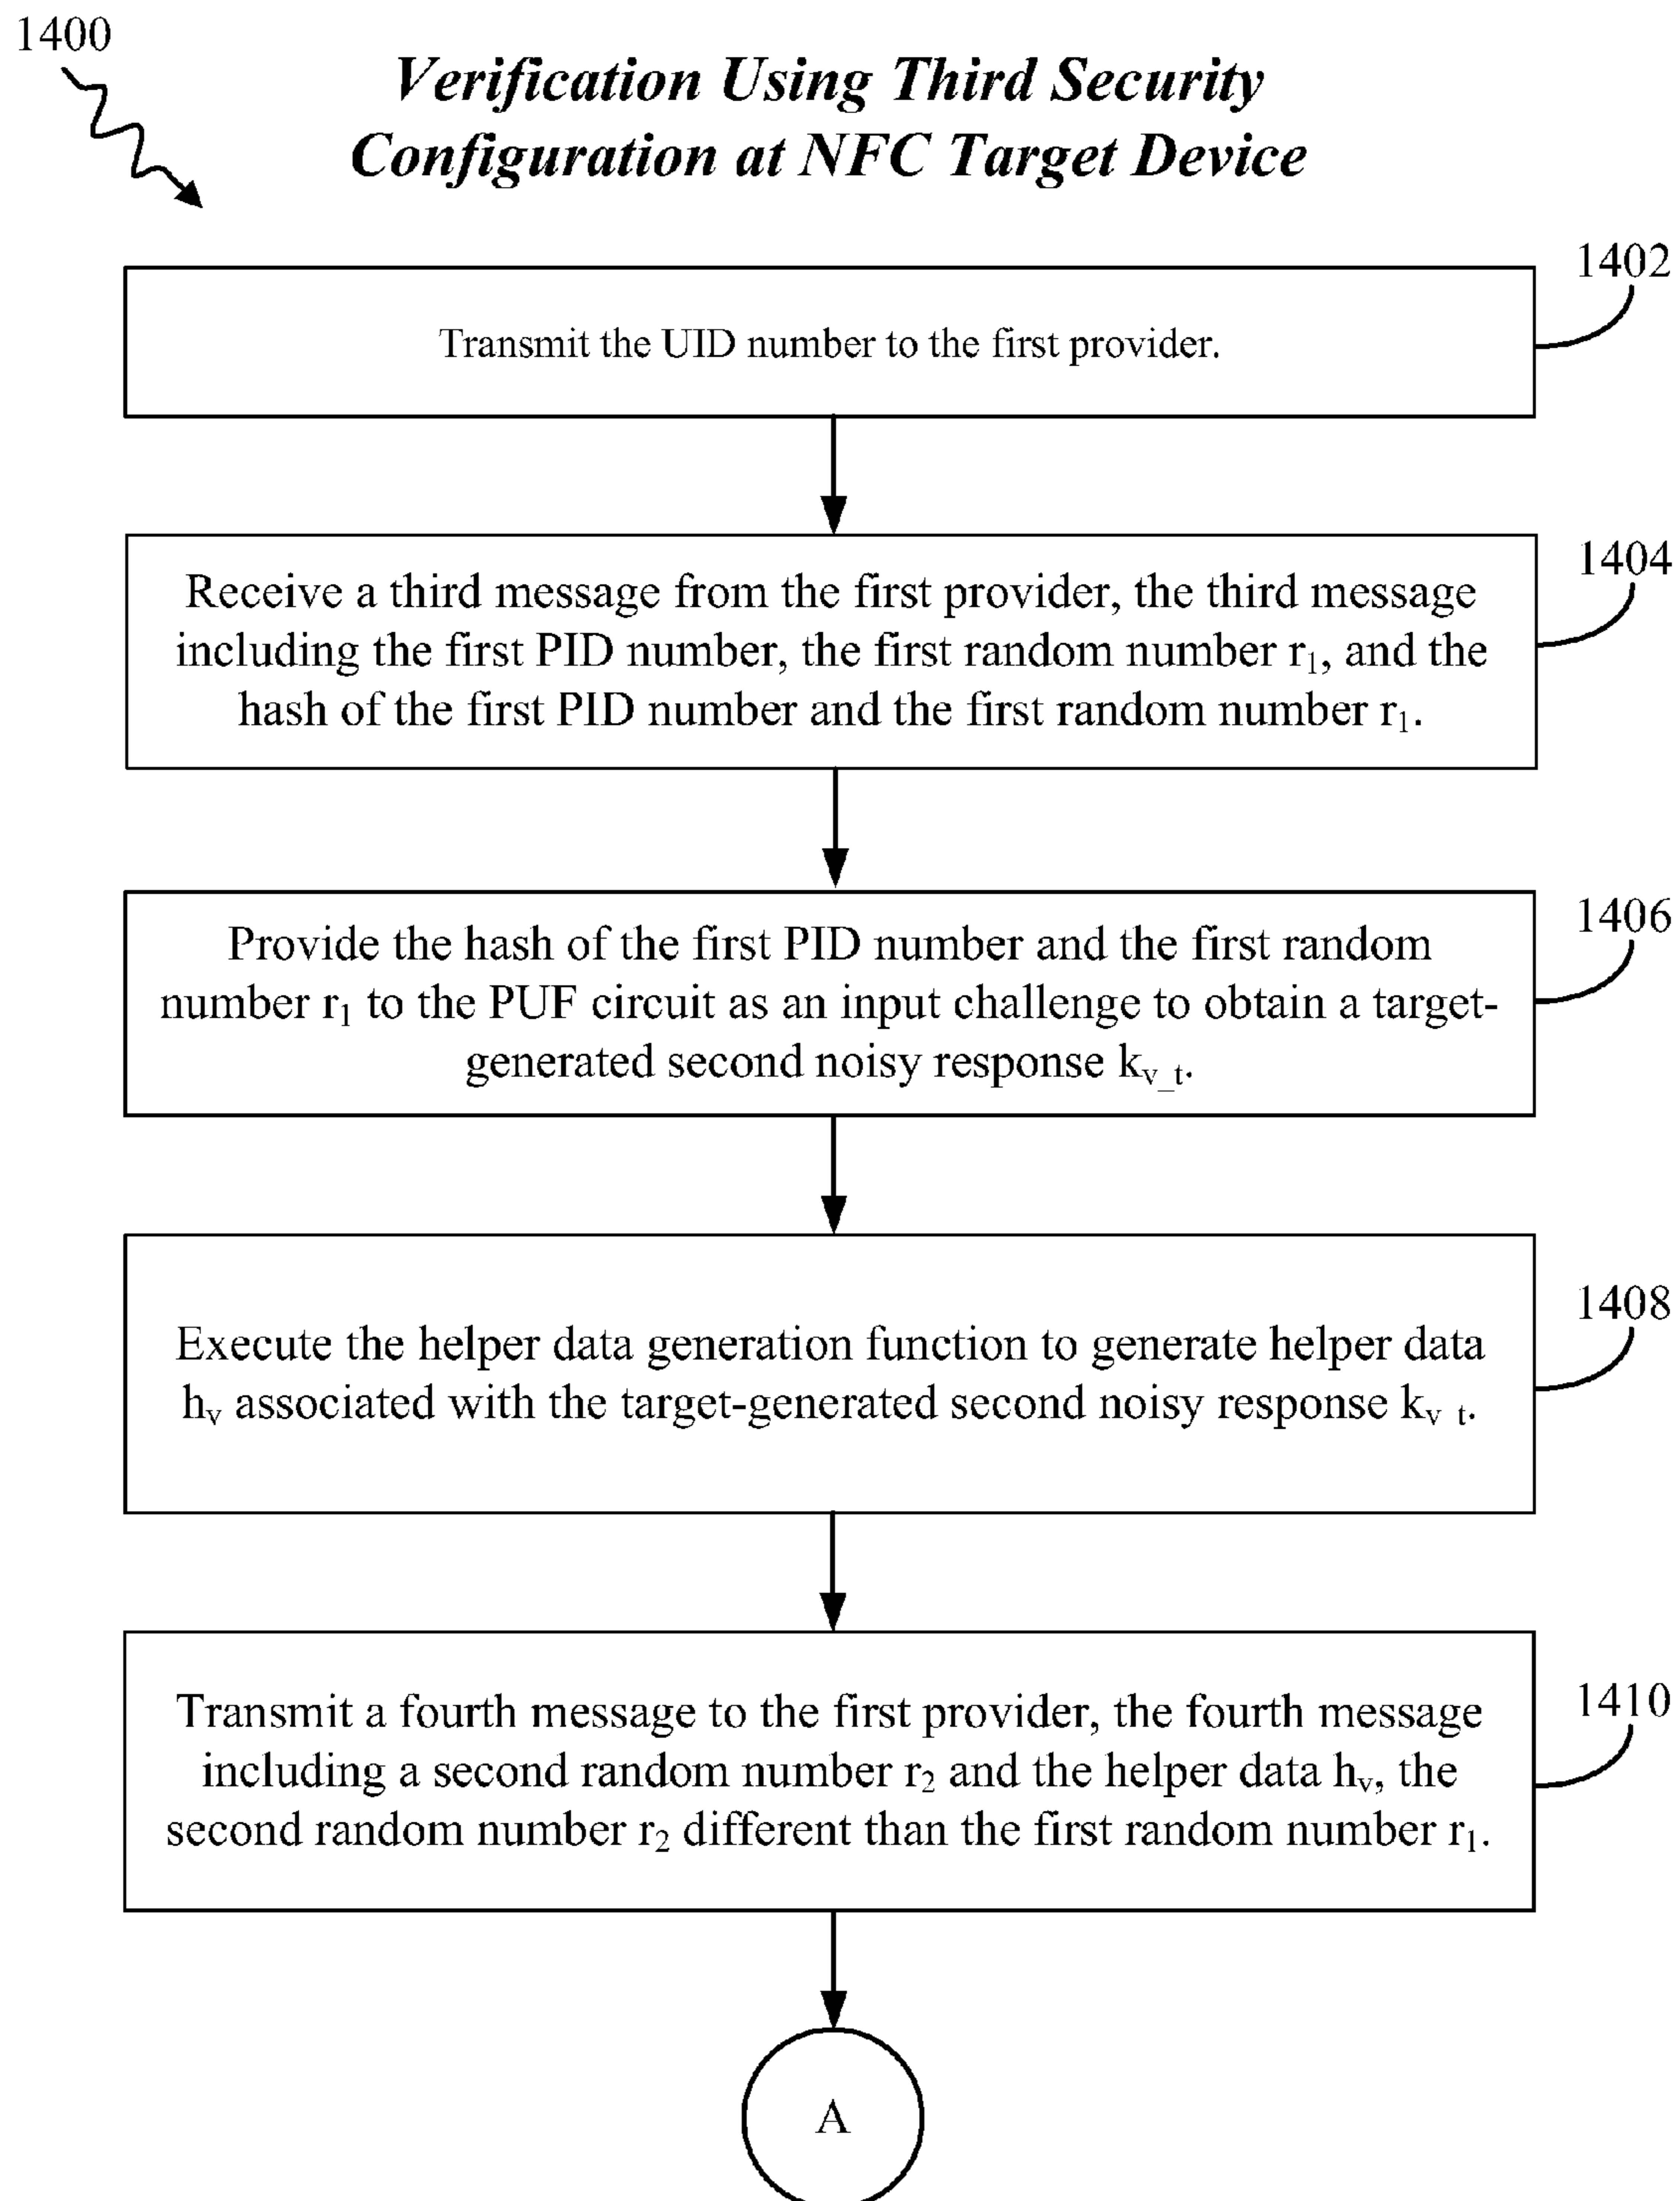 1400
Verification Using Third Security
Configuration at NFC Target Device
1402
Transmit the UID number to the first provider.
1404
Receive a third message from the first provider, the third message
including the first PID number, the first random number r₁, and the
hash of the first PID number and the first random number r₁.
1406
Provide the hash of the first PID number and the first random
number r₁ to the PUF circuit as an input challenge to obtain a target-
generated second noisy response kv_t.
1408
Execute the helper data generation function to generate helper data
hv associated with the target-generated second noisy response kv_t.
1410
Transmit a fourth message to the first provider, the fourth message
including a second random number r₂ and the helper data hv, the
second random number r₂ different than the first random number r₁.
A